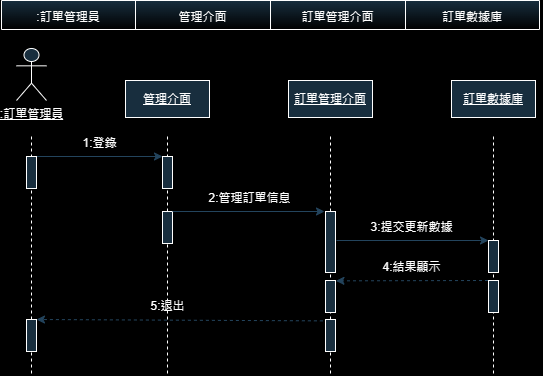 :訂單管理員
管理介面
訂單管理介面
訂單數據庫
:訂單管理員
管理介面
訂單管理介面
訂單數據庫
1:登錄
2:管理訂單信息
3:提交更新數據
4:結果顯示
5:退出